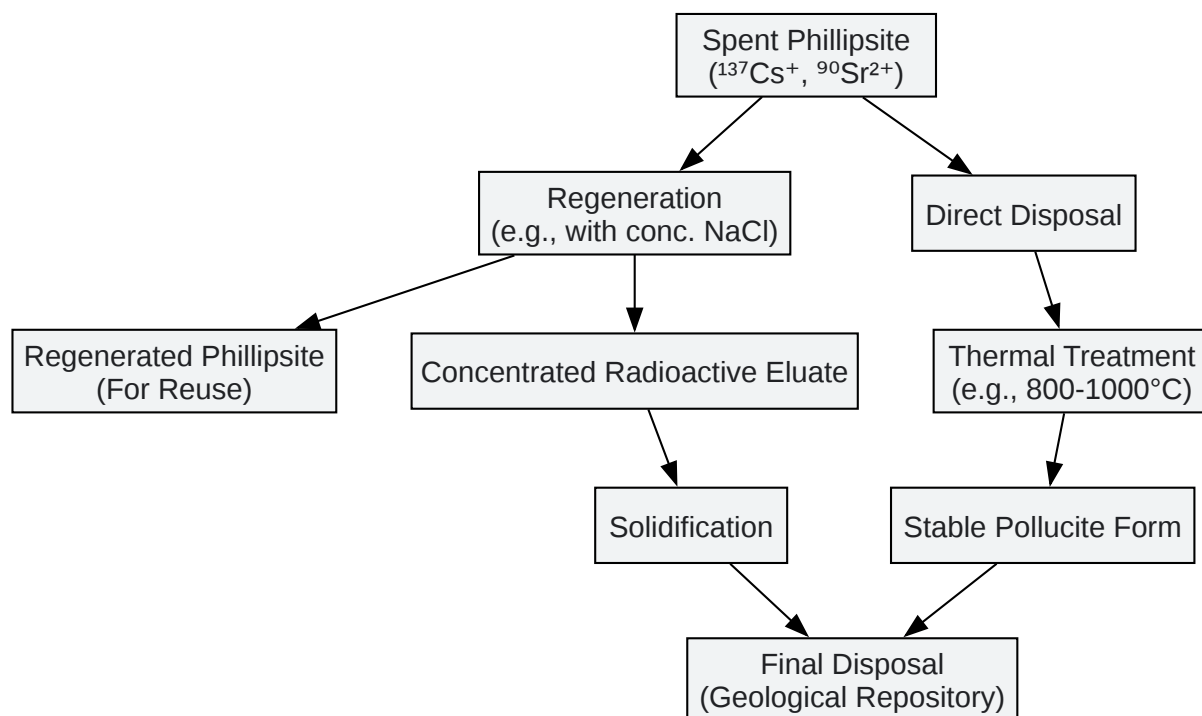 Spent Phillipsite
(¹³⁷Cs⁺, ⁹⁰Sr²⁺)
Regeneration
(e.g., with conc. NaCl)
Direct Disposal
Regenerated Phillipsite
(For Reuse)
Concentrated Radioactive Eluate
Thermal Treatment
(e.g., 800-1000°C)
Solidification
Stable Pollucite Form
Final Disposal
(Geological Repository)